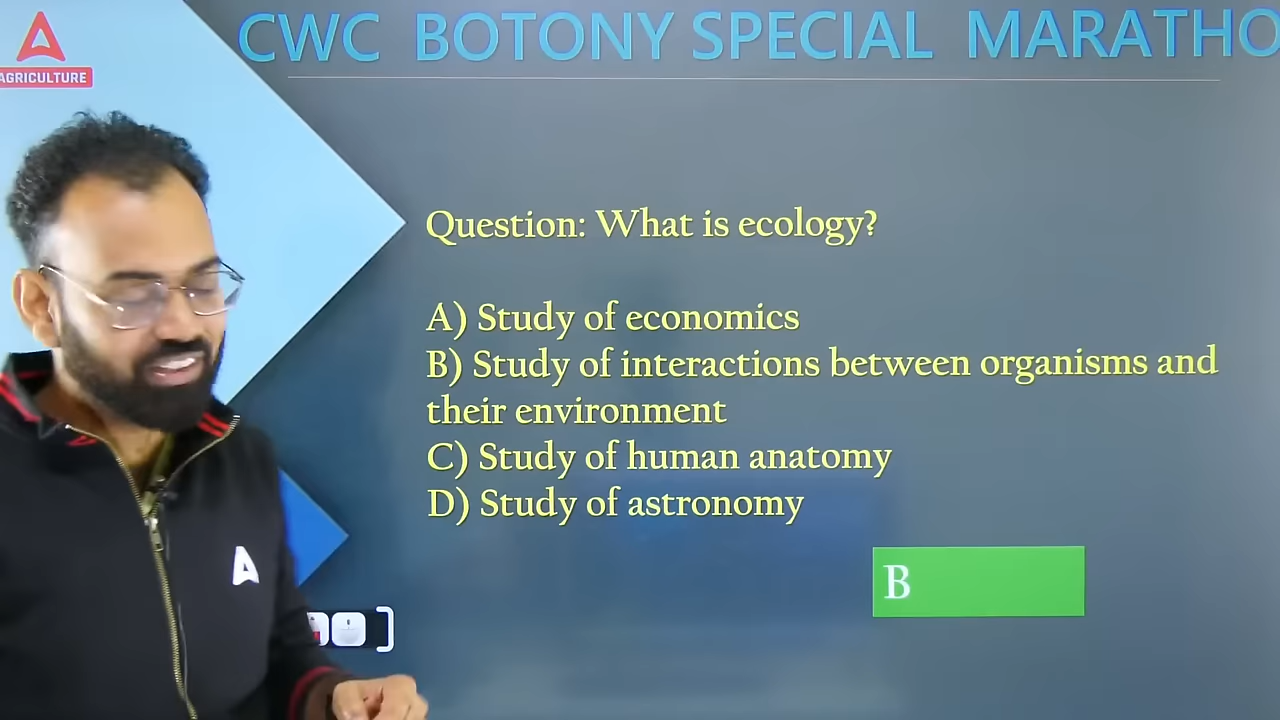 CWC BOTONY SPECIAL MARATHO
AGRICULTURE
Question: What is ecology?
A) Study of economics
B) Study of interactions between organisms and
their environment
C) Study of human anatomy
D) Study of astronomy
B